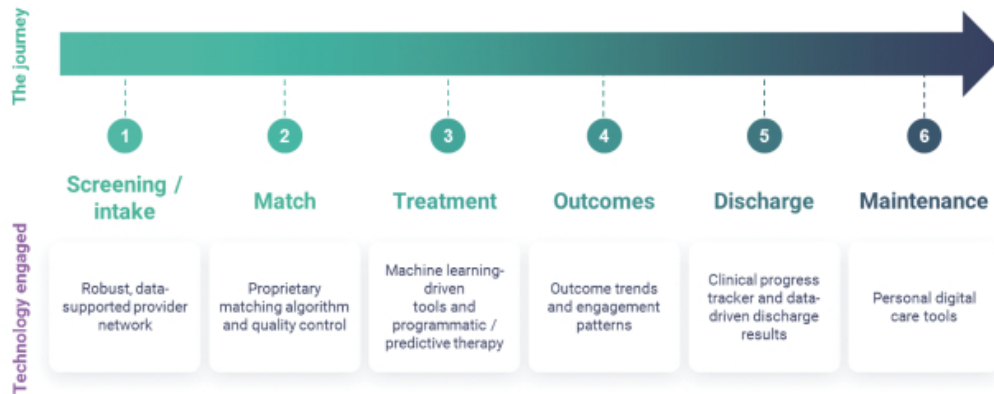 The journey
1
2
3
4
5
6
Screening /
intake
Match
Treatment
Outcomes
Discharge
Maintenance
Technology engaged
Robust, data-
supported provider
network
Proprietary
matching algorithm
and quality control
Machine learning-
driven
tools and
programmatic /
predictive therapy
Outcome trends
and engagement
patterns
Clinical progress
tracker and data-
driven discharge
results
Personal digital
care tools